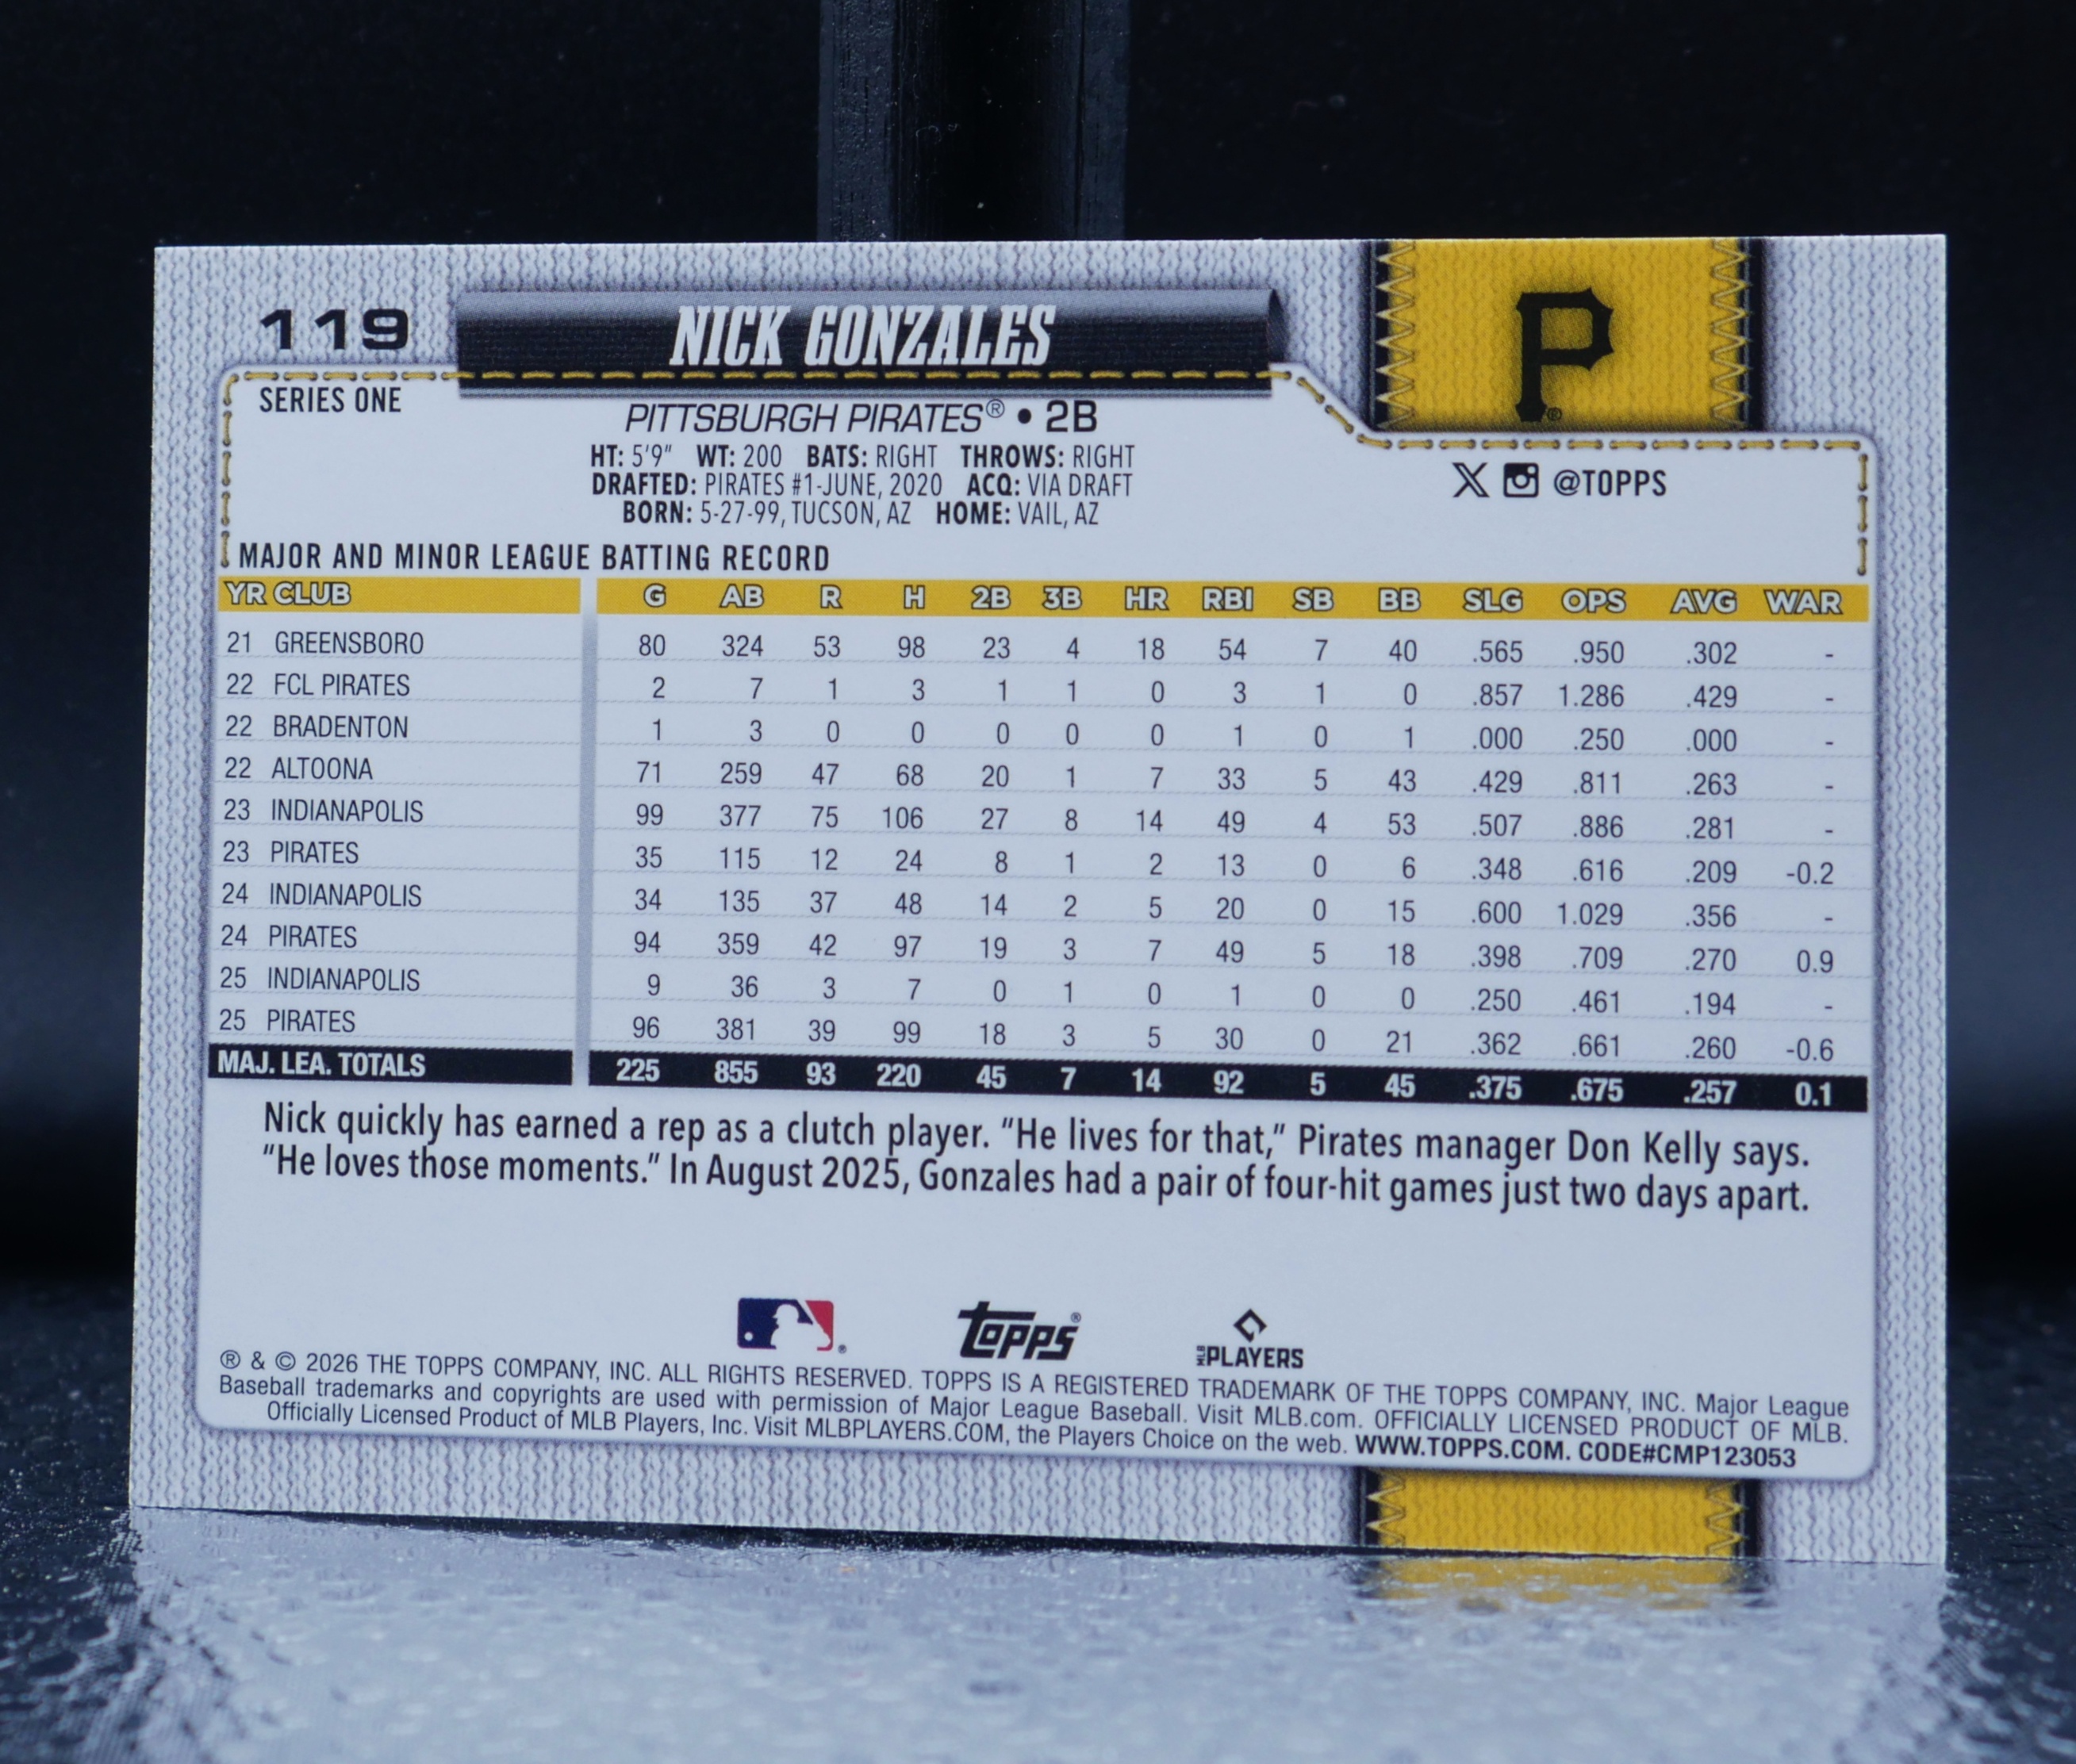 119
NICK GONZALES
P®
SERIES ONE
PITTSBURGH PIRATES® • 2B
HT: 5'9" WT: 200 BATS: RIGHT THROWS: RIGHT
DRAFTED: PIRATES #1-JUNE, 2020 ACQ: VIA DRAFT
BORN: 5-27-99, TUCSON, AZ HOME: VAIL, AZ
@TOPPS
MAJOR AND MINOR LEAGUE BATTING RECORD
YR CLUB G AB R H 2B 3B HR RBI SB BB SLG OPS AVG WAR
21 GREENSBORO 80 324 53 98 23 4 18 54 7 40 .565 .950 .302 -
22 FCL PIRATES 2 7 1 3 1 1 0 3 1 0 .857 1.286 .429 -
22 BRADENTON 1 3 0 0 0 0 0 1 0 1 .000 .250 .000 -
22 ALTOONA 71 259 47 68 20 1 7 33 5 43 .429 .811 .263 -
23 INDIANAPOLIS 99 377 75 106 27 8 14 49 4 53 .507 .886 .281 -
23 PIRATES 35 115 12 24 8 1 2 13 0 6 .348 .616 .209 -0.2
24 INDIANAPOLIS 34 135 37 48 14 2 5 20 0 15 .600 1.029 .356 -
24 PIRATES 94 359 42 97 19 3 7 49 5 18 .398 .709 .270 0.9
25 INDIANAPOLIS 9 36 3 7 0 1 0 1 0 0 .250 .461 .194 -
25 PIRATES 96 381 39 99 18 3 5 30 0 21 .362 .661 .260 -0.6
MAJ. LEA. TOTALS 225 855 93 220 45 7 14 92 5 45 .375 .675 .257 0.1
Nick quickly has earned a rep as a clutch player. "He lives for that," Pirates manager Don Kelly says.
"He loves those moments." In August 2025, Gonzales had a pair of four-hit games just two days apart.
® TOPPS® MLB PLAYERS
® & © 2026 THE TOPPS COMPANY, INC. ALL RIGHTS RESERVED. TOPPS IS A REGISTERED TRADEMARK OF THE TOPPS COMPANY, INC. Major League
Baseball trademarks and copyrights are used with permission of Major League Baseball. Visit MLB.com. OFFICIALLY LICENSED PRODUCT OF MLB.
Officially Licensed Product of MLB Players, Inc. Visit MLBPLAYERS.COM, the Players Choice on the web. WWW.TOPPS.COM. CODE#CMP123053